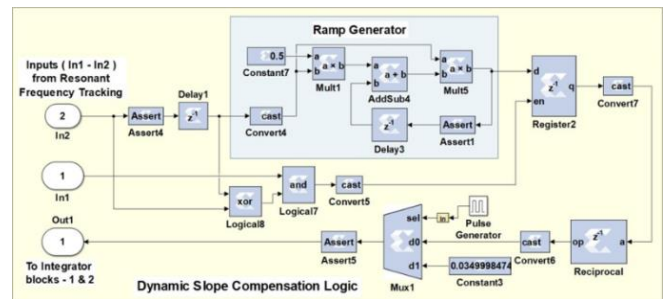 Ramp Generator
Inputs ( In1 - In2 )
from Resonant
Frequency Tracking
0.5
Constant7
a
b
a × b
Mult1
a
b
a + b
AddSub4
a
b
a × b
Mult5
d
en
z-1
q
Register2
cast
Convert7
2
In2
Assert
Assert4
Delay1
z-1
cast
Convert4
z-1
Delay3
Assert
Assert1
1
In1
xor
Logical8
and
Logical7
cast
Convert5
Out1
1
To Integrator
blocks - 1 & 2
Assert
Assert5
sel
d0
d1
Mux1
In
Pulse
Generator
cast
Convert6
0.0349998474
Constant3
op
z-1
a
Reciprocal
Dynamic Slope Compensation Logic